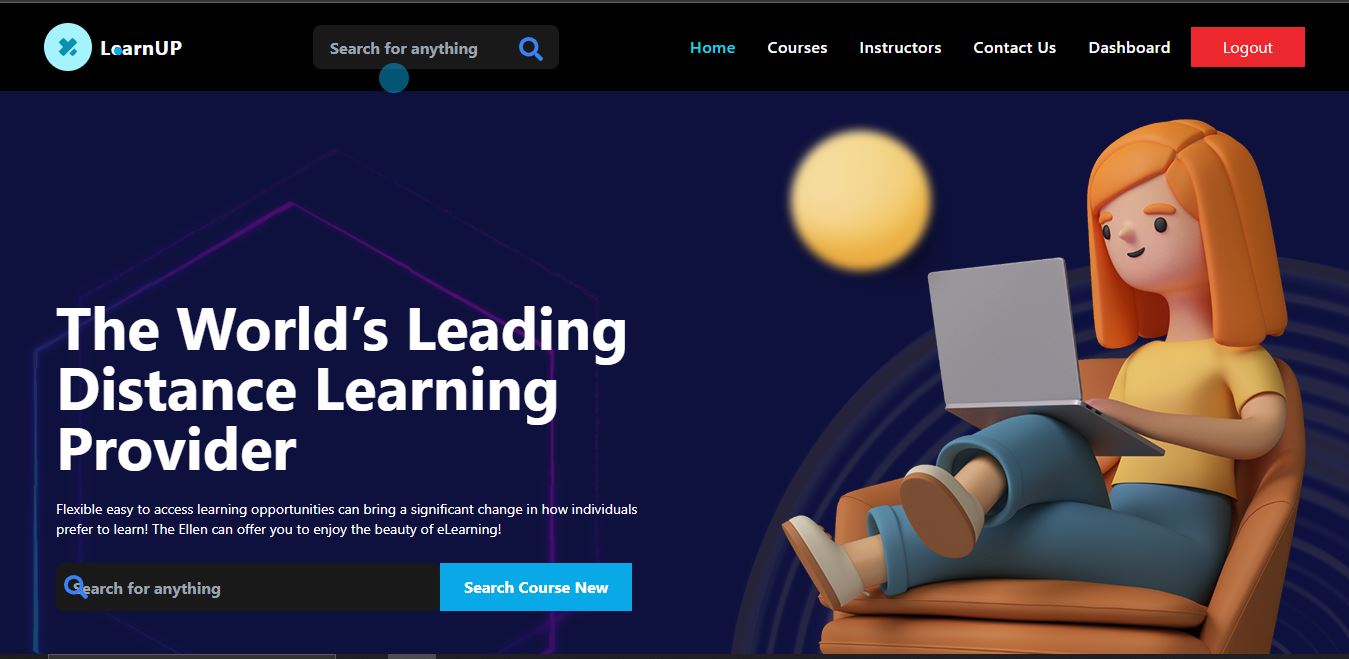 LearnUP
Search for anything
Home
Courses
Instructors
Contact Us
Dashboard
Logout
The World’s Leading
Distance Learning
Provider
Flexible easy to access learning opportunities can bring a significant change in how individuals
prefer to learn! The Ellen can offer you to enjoy the beauty of eLearning!
Search for anything
Search Course New